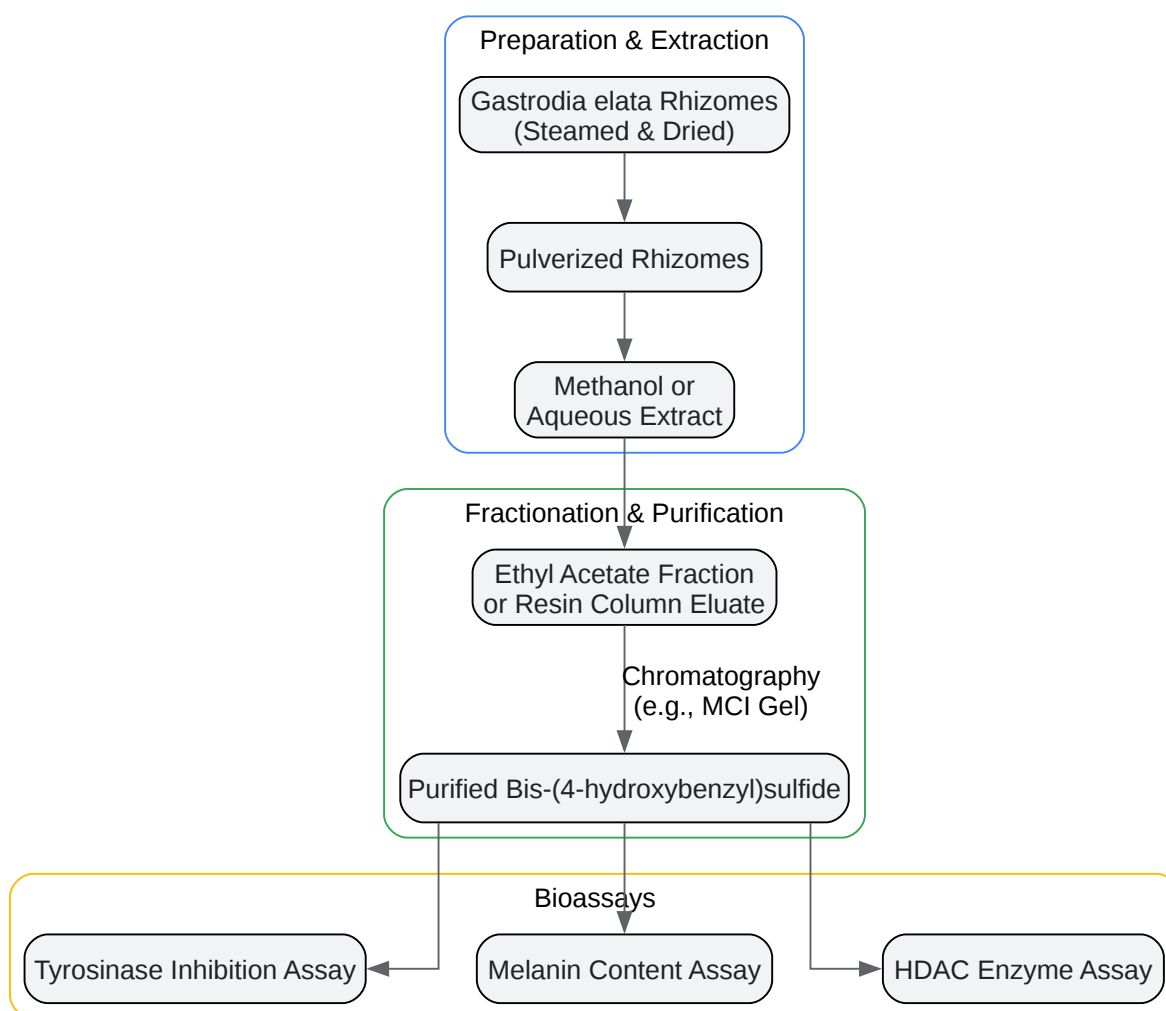 Preparation & Extraction
Gastrodia elata Rhizomes
(Steamed & Dried)
Pulverized Rhizomes
Methanol or
Aqueous Extract
Fractionation & Purification
Ethyl Acetate Fraction
or Resin Column Eluate
Chromatography
(e.g., MCI Gel)
Purified Bis-(4-hydroxybenzyl)sulfide
Bioassays
Tyrosinase Inhibition Assay
Melanin Content Assay
HDAC Enzyme Assay